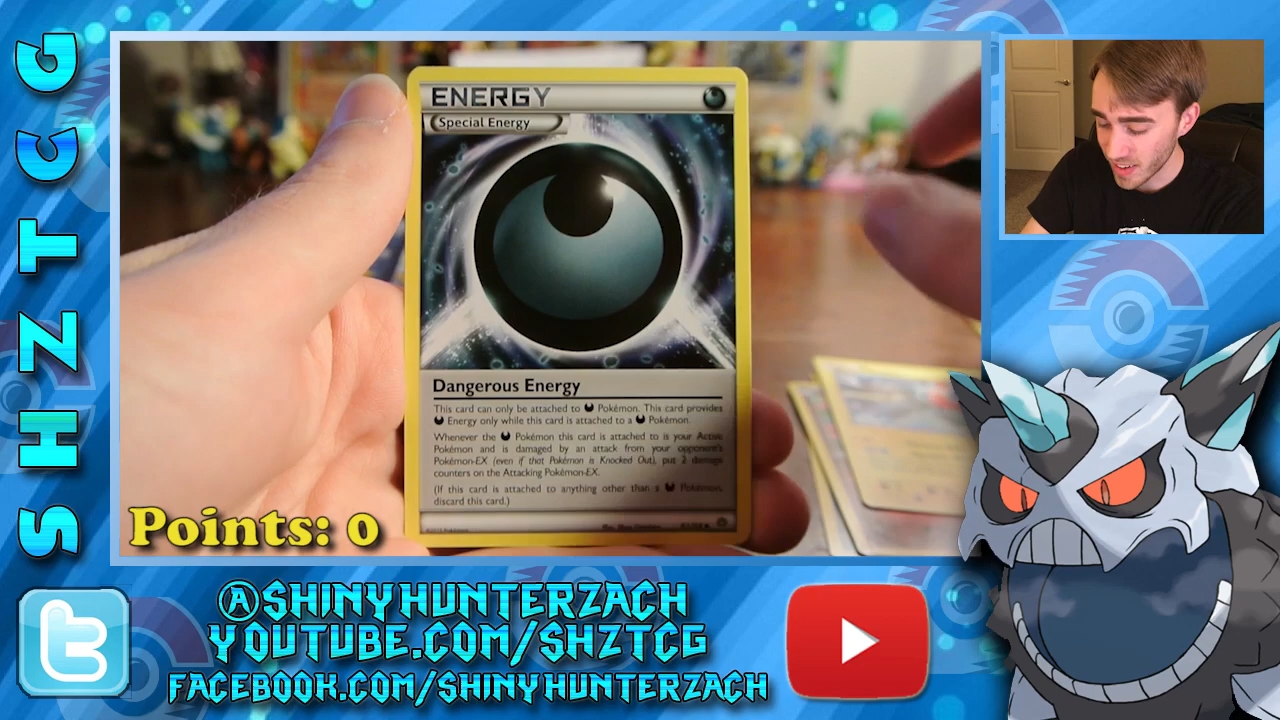 SHZTCG
ENERGY
Special Energy
Dangerous Energy
This card can only be attached to Pokémon. This card provides
Energy only while this card is attached to a Pokémon.
Whenever the Pokémon this card is attached to is your Active
Pokémon and is damaged by an attack from your opponent's
Pokémon-EX (even if that Pokémon is Knocked Out), put 2 damage
counters on the Attacking Pokémon-EX.
(If this card is attached to anything other than a Pokémon,
discard this card.)
Points: 0
@SHINYHUNTERZACH
YOUTUBE.COM/SHZTCG
FACEBOOK.COM/SHINYHUNTERZACH